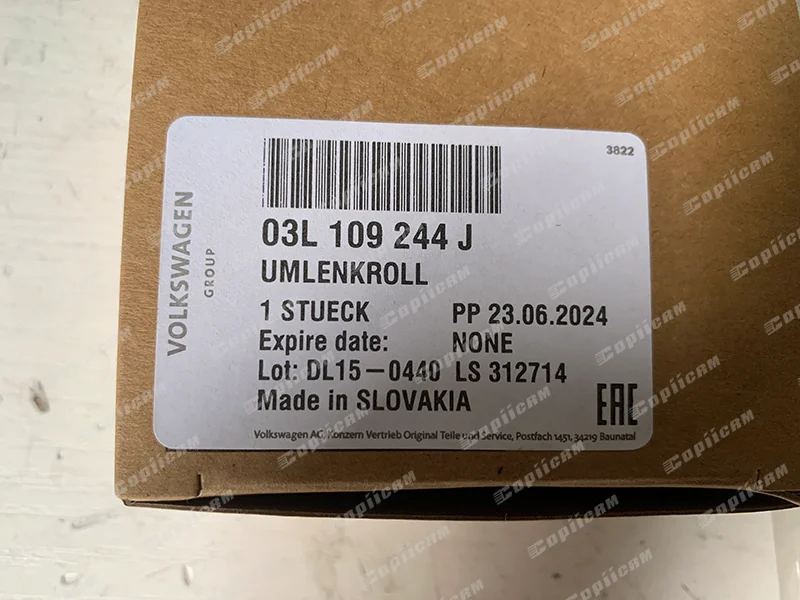 VOLKSWAGEN
GROUP
3822
03L 109 244 J
UMLENKROLL
1 STUECK PP 23.06.2024
Expire date: NONE
Lot: DL15-0440 LS 312714
Made in SLOVAKIA
EAC
Volkswagen AG, Konzern Vertrieb Original Teile und Service, Postfach 1451, 34219 Baunatal
Copiicam